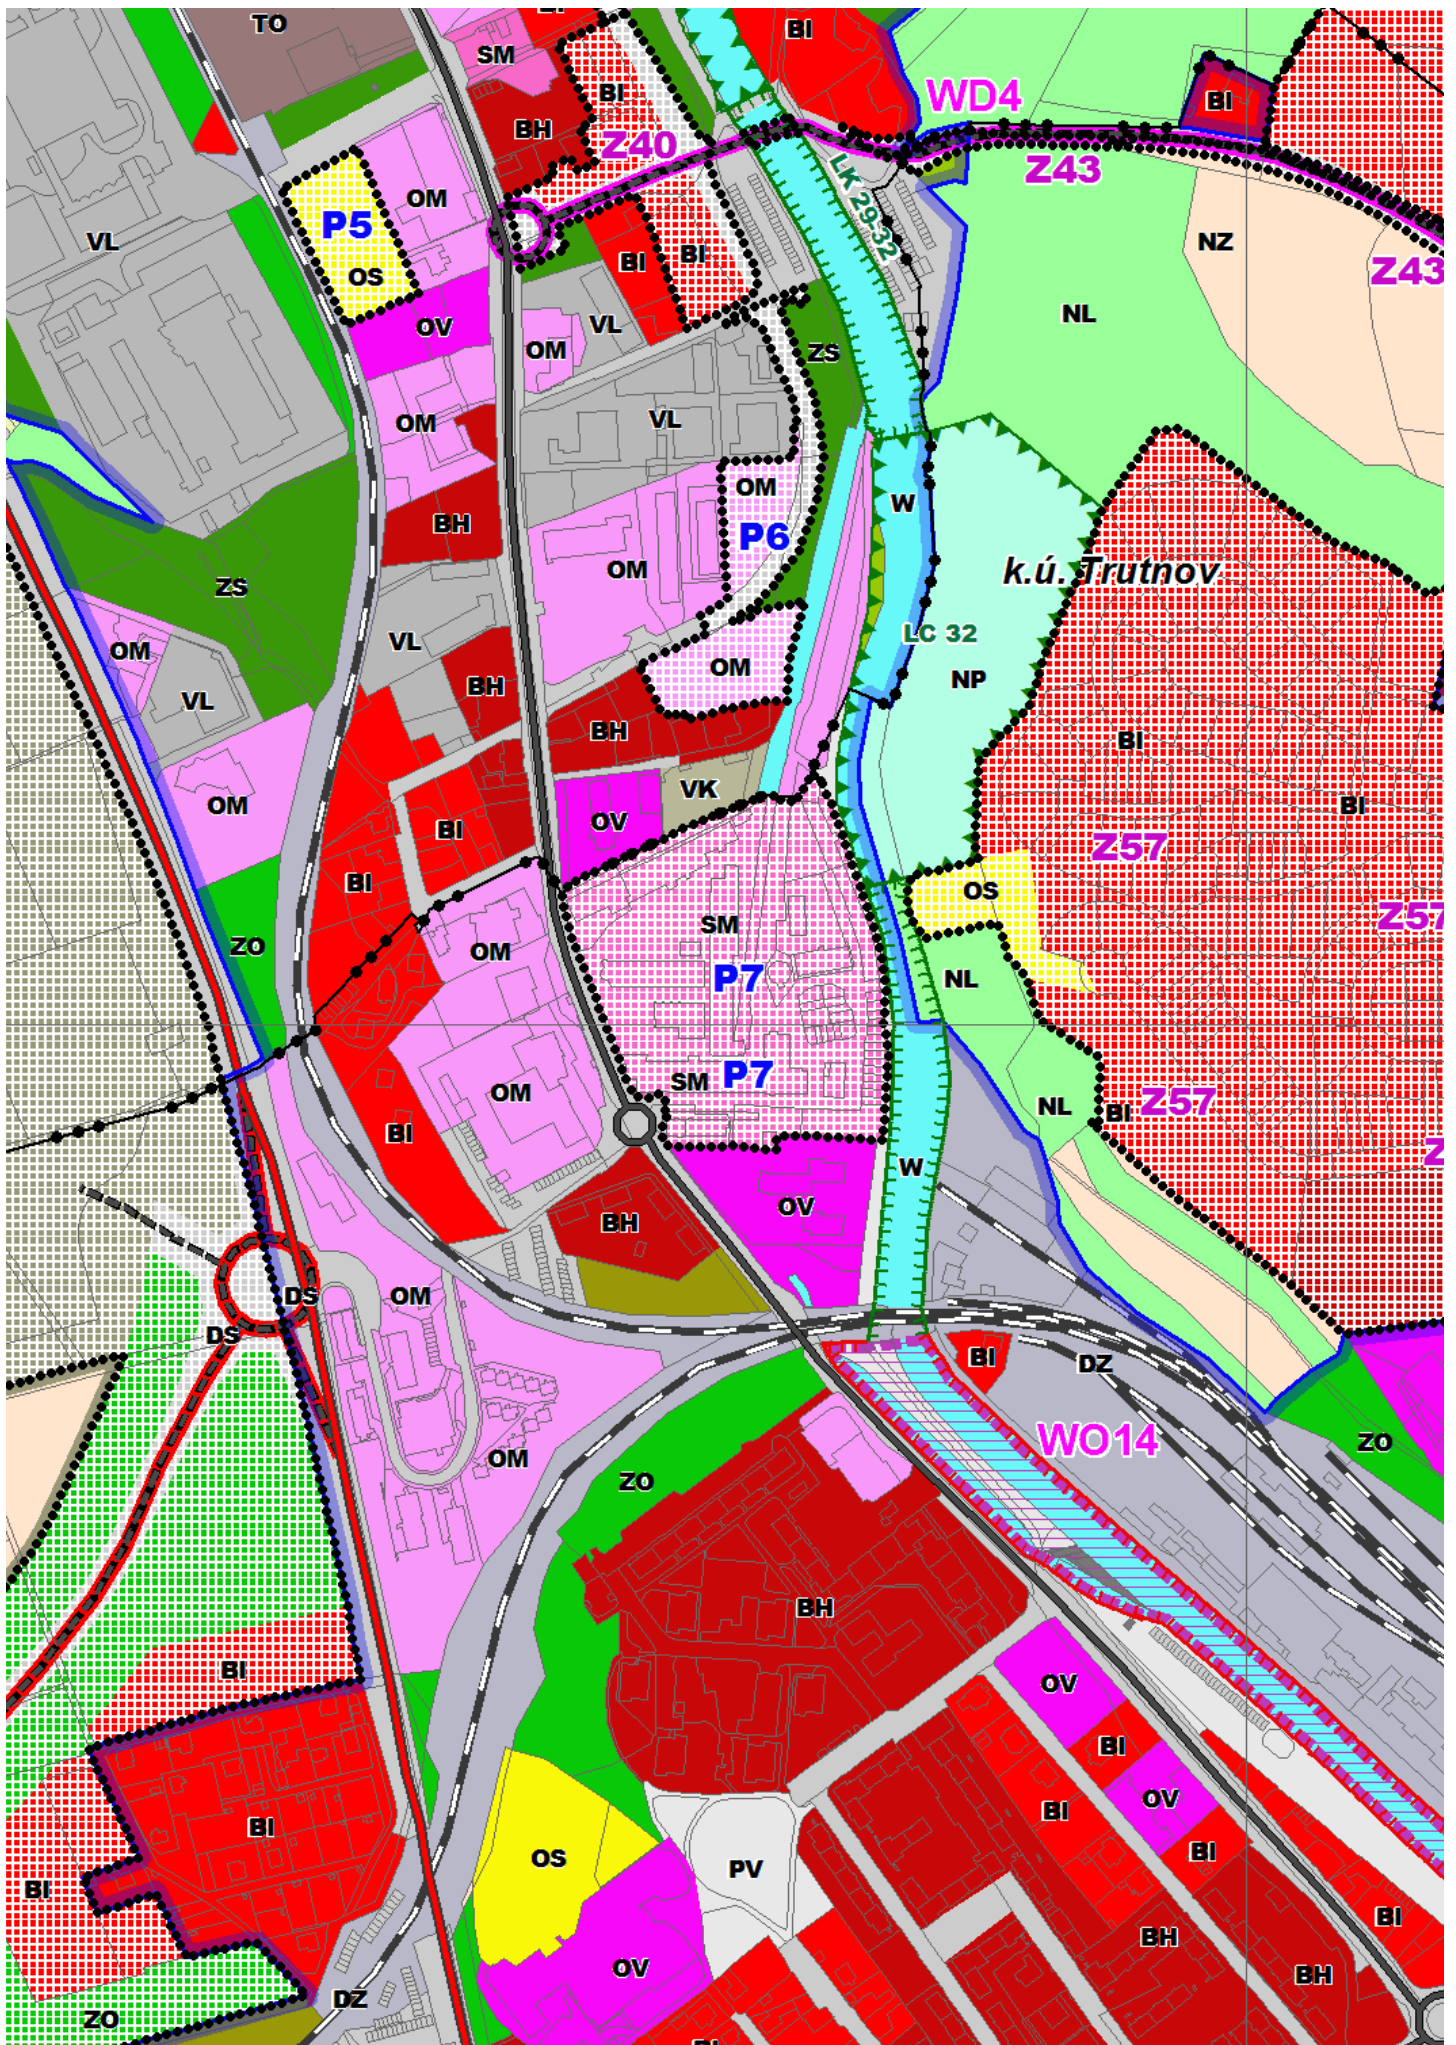 TO
BI
SM
BI
WD4
BI
BH
Z40
Z43
LK 29-32
OM
VL
P5
NZ
BI
BI
OS
Z43
NL
OV
VL
OM
ZS
OM
VL
OM
W
BH
P6
OM
k.ú. Trutnov
ZS
LC 32
VL
OM
OM
NP
BH
VL
BH
BI
VK
OM
BI
OV
BI
Z57
BI
OS
Z57
SM
ZO
OM
P7
NL
SM
P7
OM
Z57
NL
BI
BI
W
OV
BH
OM
DS
DS
BI
DZ
WO14
ZO
OM
ZO
BH
BI
OV
BI
OV
BI
BI
BI
OS
PV
BI
BI
BH
OV
BH
DZ
ZO
BI